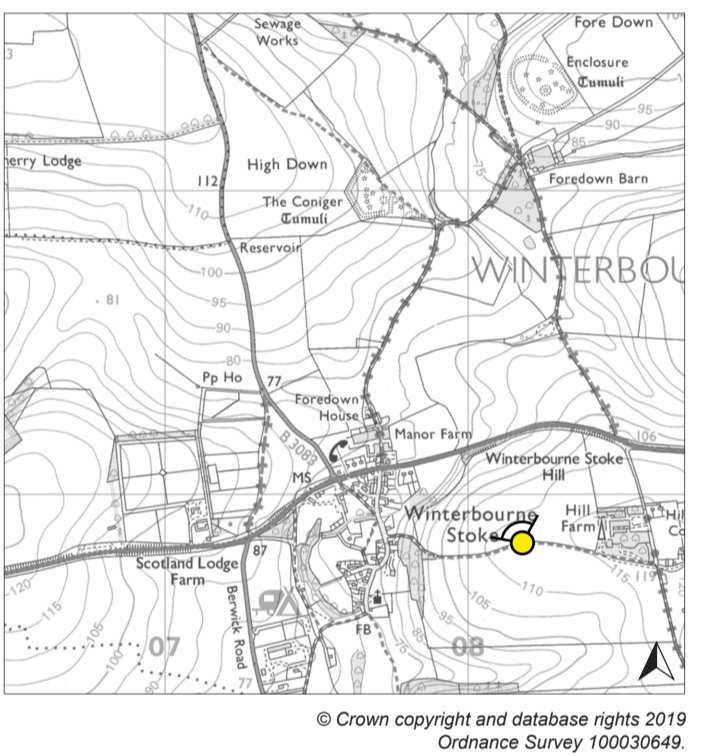 Sewage
Works
Fore Down
Enclosure
Tumuli
95
90
85
75
erry Lodge
High Down
112
110
The Coniger
Tumuli
Foredown Barn
Reservoir
WINTERBOU
100
81
95
90
80
Pp Ho
77
Foredown
House
Manor Farm
B 3083
106
MS
Winterbourne Stoke
Hill
Winterbourne
Stoke
Hill
Farm
87
Scotland Lodge
Farm
120
115
105
100
90
Berwick Road
07
77
FB
75
85
95
105
110
115
119
08
© Crown copyright and database rights 2019
Ordnance Survey 100030649.